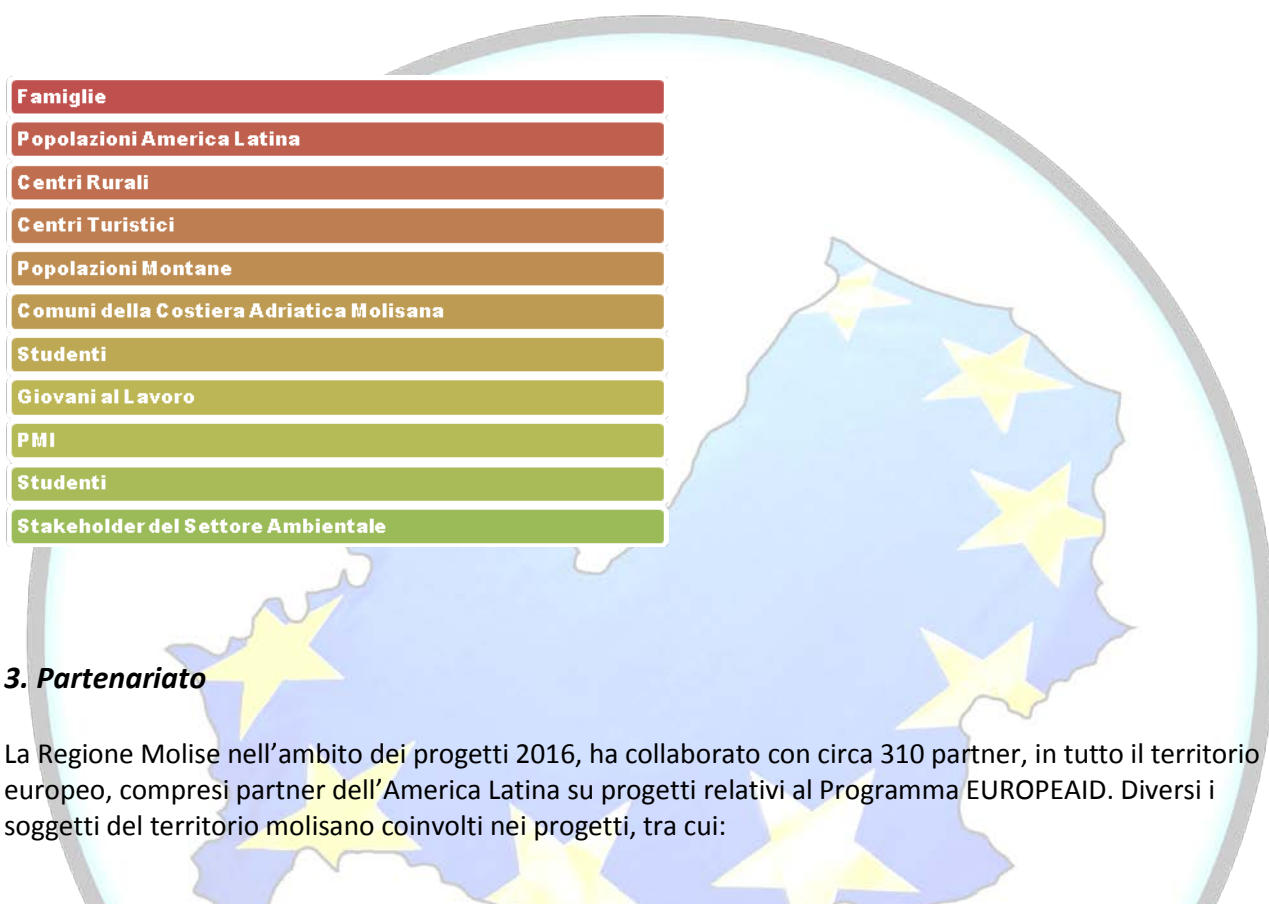 Famiglie
Popolazioni America Latina
Centri Rurali
Centri Turistici
Popolazioni Montane
Comuni della Costiera Adriatica Molisana
Studenti
Giovani al Lavoro
PMI
Studenti
Stakeholder del Settore Ambientale
3. Partenariato
La Regione Molise nell’ambito dei progetti 2016, ha collaborato con circa 310 partner, in tutto il territorio
europeo, compresi partner dell’America Latina su progetti relativi al Programma EUROPEAID. Diversi i
soggetti del territorio molisano coinvolti nei progetti, tra cui: